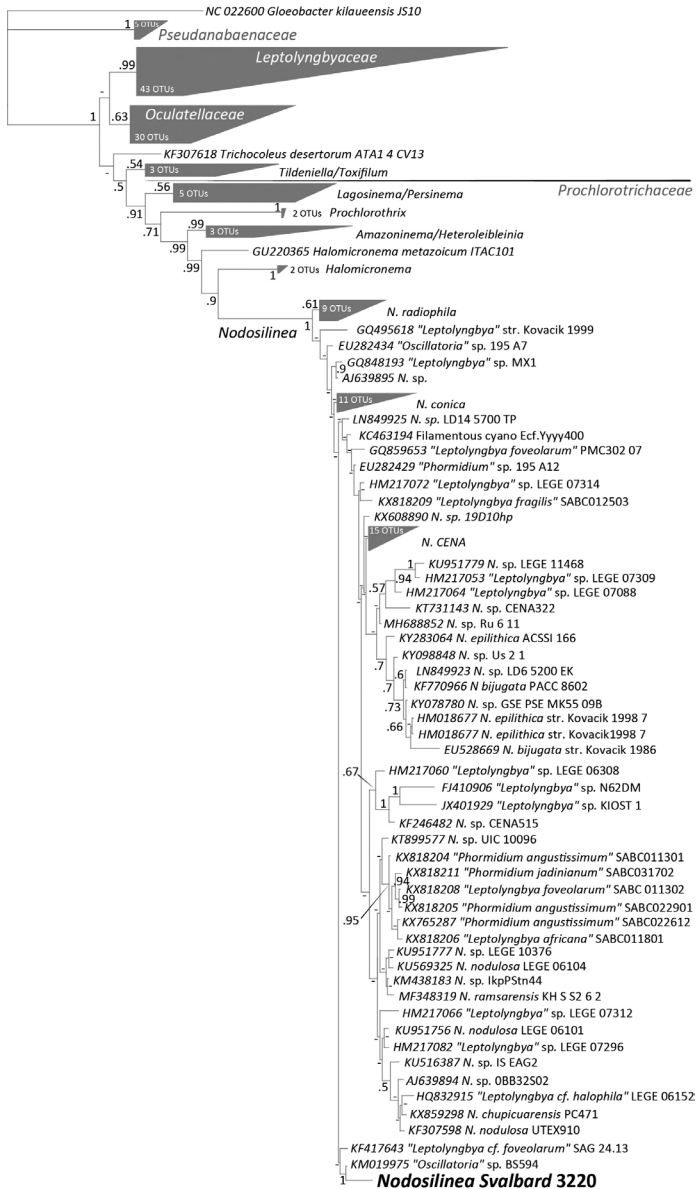 NC 022600 Gloeobacter kilaueensis JS10
1
5 OTUs
Pseudanabaenaceae
Leptolyngbyaceae
.99
43 OTUs
Oculatellaceae
.63
1
30 OTUs
KF307618 Trichocoleus desertorum ATA1 4 CV13
.54
3 OTUs
Tildeniella/Toxifilum
.5
.56
5 OTUs
Lagosinema/Persinema
Prochlorotrichaceae
.91
1
2 OTUs
Prochlorothrix
.71
.99
3 OTUs
Amazoninema/Heteroleibleinia
.99
GU220365 Halomicronema metazoicum ITAC101
1
2 OTUs
Halomicronema
.9
.61
9 OTUs
N. radiophila
Nodosilinea
1
GQ495618 "Leptolyngbya" str. Kovacik 1999
EU282434 "Oscillatoria" sp. 195 A7
GQ848193 "Leptolyngbya" sp. MX1
.9
AJ639895 N. sp.
11 OTUs
N. conica
LN849925 N. sp. LD14 5700 TP
KC463194 Filamentous cyano Ecf.Yyyy400
GQ859653 "Leptolyngbya foveolarum" PMC302 07
EU282429 "Phormidium" sp. 195 A12
HM217072 "Leptolyngbya" sp. LEGE 07314
KX818209 "Leptolyngbya fragilis" SABC012503
KX608890 N. sp. 19D10hp
15 OTUs
N. CENA
1
KU951779 N. sp. LEGE 11468
.94
HM217053 "Leptolyngbya" sp. LEGE 07309
.57
HM217064 "Leptolyngbya" sp. LEGE 07088
KT731143 N. sp. CENA322
MH688852 N. sp. Ru 6 11
KY283064 N. epilithica ACSSI 166
KY098848 N. sp. Us 2 1
.7
.6
LN849923 N. sp. LD6 5200 EK
.7
KF770966 N bijugata PACC 8602
.73
KY078780 N. sp. GSE PSE MK55 09B
HM018677 N. epilithica str. Kovacik 1998 7
.66
HM018677 N. epilithica str. Kovacik1998 7
EU528669 N. bijugata str. Kovacik 1986
.67
HM217060 "Leptolyngbya" sp. LEGE 06308
FJ410906 "Leptolyngbya" sp. N62DM
1
1
JX401929 "Leptolyngbya" sp. KIOST 1
KF246482 N. sp. CENA515
KT899577 N. sp. UIC 10096
KX818204 "Phormidium angustissimum" SABC011301
KX818211 "Phormidium jadinianum" SABC031702
.94
KX818208 "Leptolyngbya foveolarum" SABC 011302
.99
KX818205 "Phormidium angustissimum" SABC022901
.95
KX765287 "Phormidium angustissimum" SABC022612
KX818206 "Leptolyngbya africana" SABC011801
KU951777 N. sp. LEGE 10376
KU569325 N. nodulosa LEGE 06104
KM438183 N. sp. IkpPStn44
MF348319 N. ramsarensis KH S S2 6 2
HM217066 "Leptolyngbya" sp. LEGE 07312
KU951756 N. nodulosa LEGE 06101
HM217082 "Leptolyngbya" sp. LEGE 07296
KU516387 N. sp. IS EAG2
.5
AJ639894 N. sp. 0BB32S02
HQ832915 "Leptolyngbya cf. halophila" LEGE 06152
KX859298 N. chupicuarensis PC471
KF307598 N. nodulosa UTEX910
KF417643 "Leptolyngbya cf. foveolarum" SAG 24.13
KM019975 "Oscillatoria" sp. BS594
1
Nodosilinea Svalbard 3220